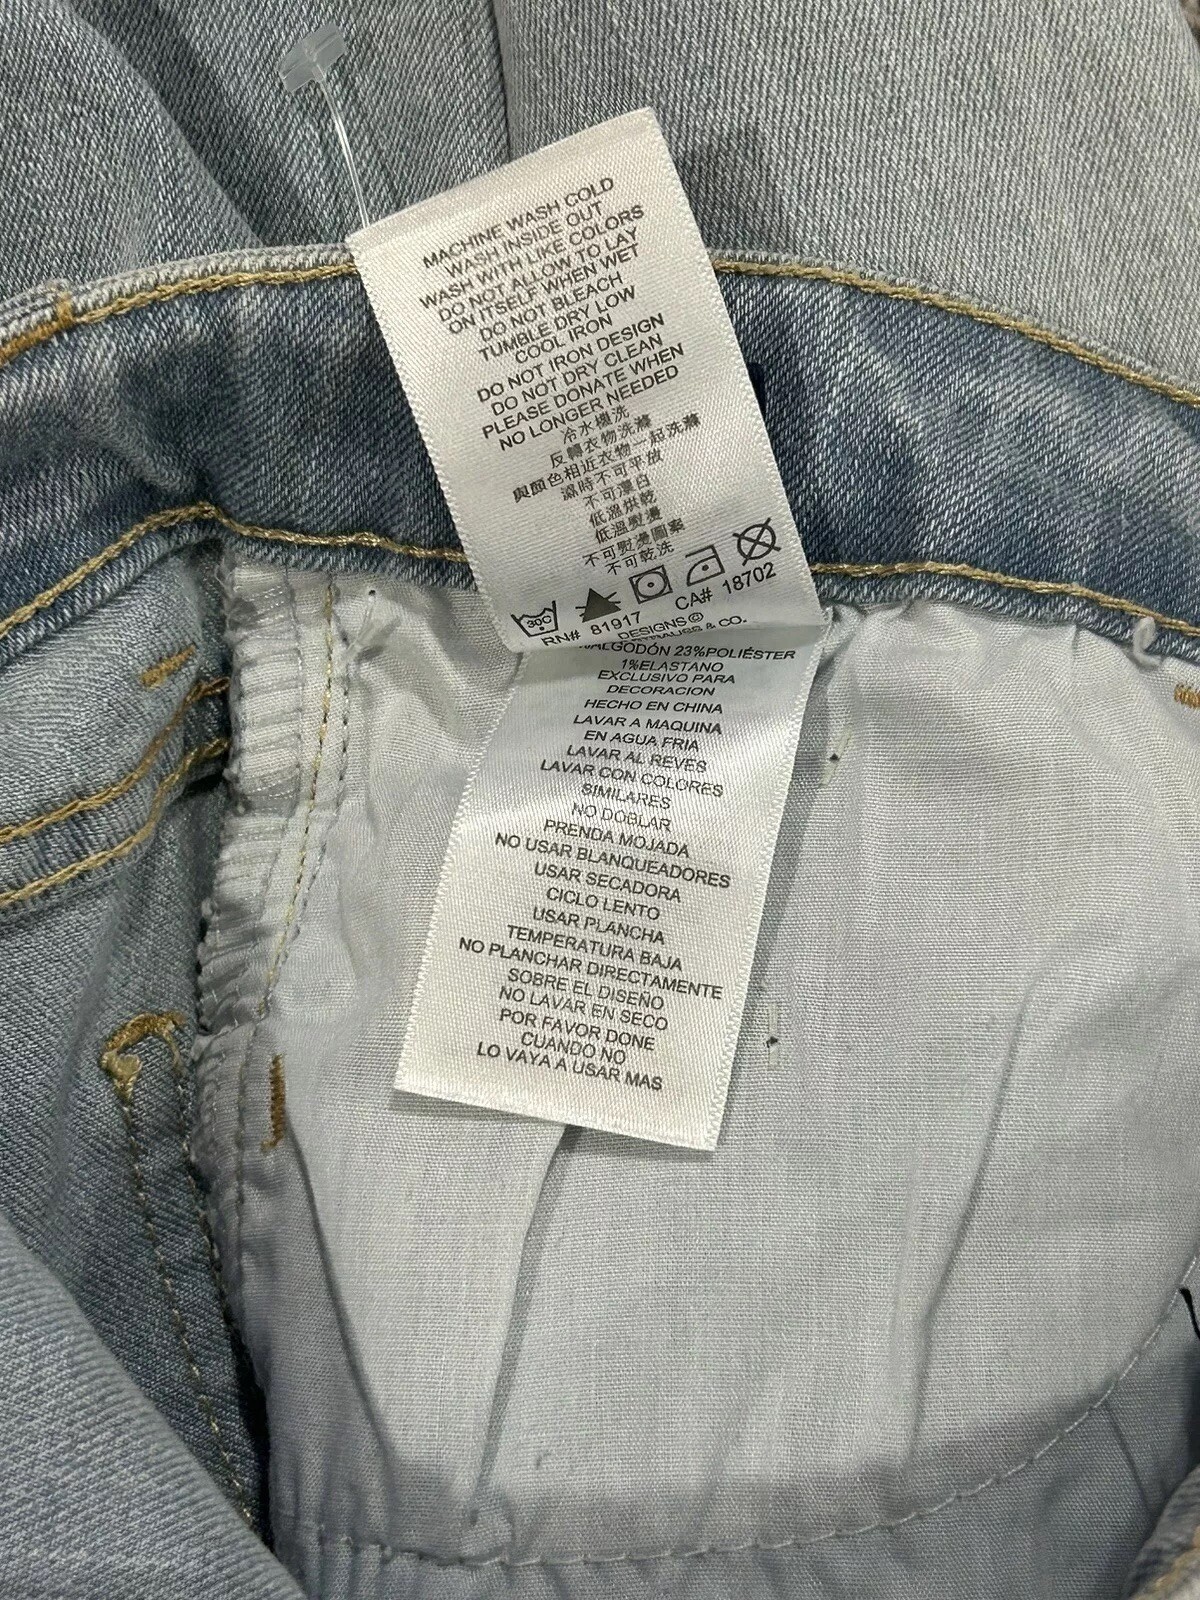 MACHINE WASH COLD
WASH INSIDE OUT
WASH WITH LIKE COLORS
DO NOT ALLOW TO LAY
ON ITSELF WHEN WET
DO NOT BLEACH
TUMBLE DRY LOW
COOL IRON
DO NOT IRON DESIGN
DO NOT DRY CLEAN
PLEASE DONATE WHEN
NO LONGER NEEDED
冷水機洗
反轉衣物洗滌
與顏色相近衣物一起洗滌
濕時不可平放
不可漂白
低溫烘乾
低溫熨燙
不可熨燙圖案
不可乾洗
30C
RN# 81917 CA# 18702
DESIGNS©
& CO.
23%POLIÉSTER
1%ELASTANO
EXCLUSIVO PARA
DECORACION
HECHO EN CHINA
LAVAR A MAQUINA
EN AGUA FRIA
LAVAR AL REVES
LAVAR CON COLORES
SIMILARES
NO DOBLAR
PRENDA MOJADA
NO USAR BLANQUEADORES
USAR SECADORA
CICLO LENTO
USAR PLANCHA
TEMPERATURA BAJA
NO PLANCHAR DIRECTAMENTE
SOBRE EL DISEÑO
NO LAVAR EN SECO
POR FAVOR DONE
CUANDO NO
LO VAYA A USAR MAS